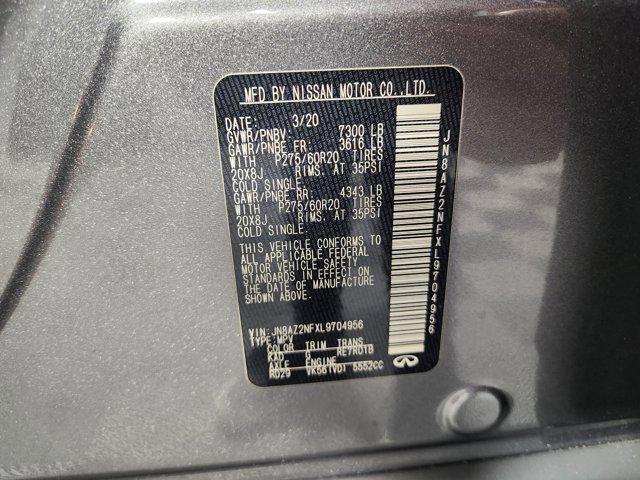 MFD BY NISSAN MOTOR CO.,LTD.
DATE: 3/20
GVWR/PNBV: 7300 LB
GAWR/PNBE FR: 3616 LB
WITH P275/60R20 TIRES
20X8J RIMS. AT 35PSI
COLD SINGLE.
GAWR/PNBE RR: 4343 LB
WITH P275/60R20 TIRES
20X8J RIMS. AT 35PSI
COLD SINGLE.
THIS VEHICLE CONFORMS TO
ALL APPLICABLE FEDERAL
MOTOR VEHICLE SAFETY
STANDARDS IN EFFECT ON
THE DATE OF MANUFACTURE
SHOWN ABOVE.
VIN: JN8AZ2NFXL9704956
TYPE: MPV
COLOR TRIM TRANS
KAD G RE7R01B
AXLE ENGINE
R029 VK56(VD) 5552CC
JN8AZ2NFXL9704956
INFINITI